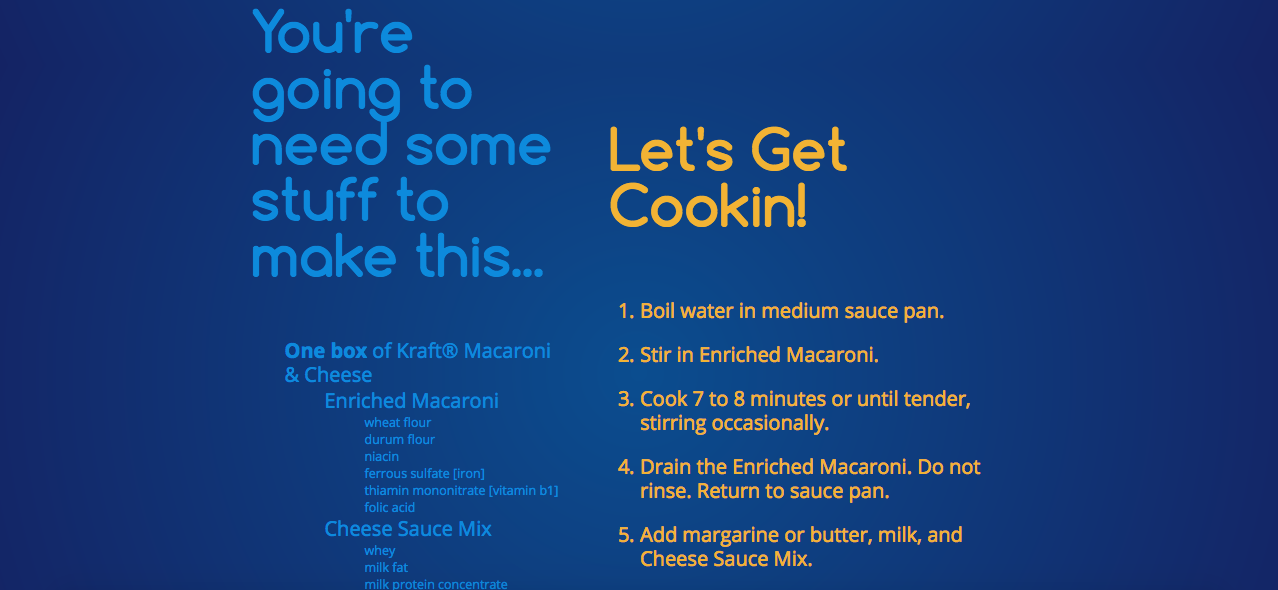 You're
going to
need some
stuff to
make this...
One box of Kraft® Macaroni
& Cheese
Enriched Macaroni
wheat flour
durum flour
niacin
ferrous sulfate [iron]
thiamin mononitrate [vitamin b1]
folic acid
Cheese Sauce Mix
whey
milk fat
milk protein concentrate
Let's Get
Cookin!
1. Boil water in medium sauce pan.
2. Stir in Enriched Macaroni.
3. Cook 7 to 8 minutes or until tender,
stirring occasionally.
4. Drain the Enriched Macaroni. Do not
rinse. Return to sauce pan.
5. Add margarine or butter, milk, and
Cheese Sauce Mix.